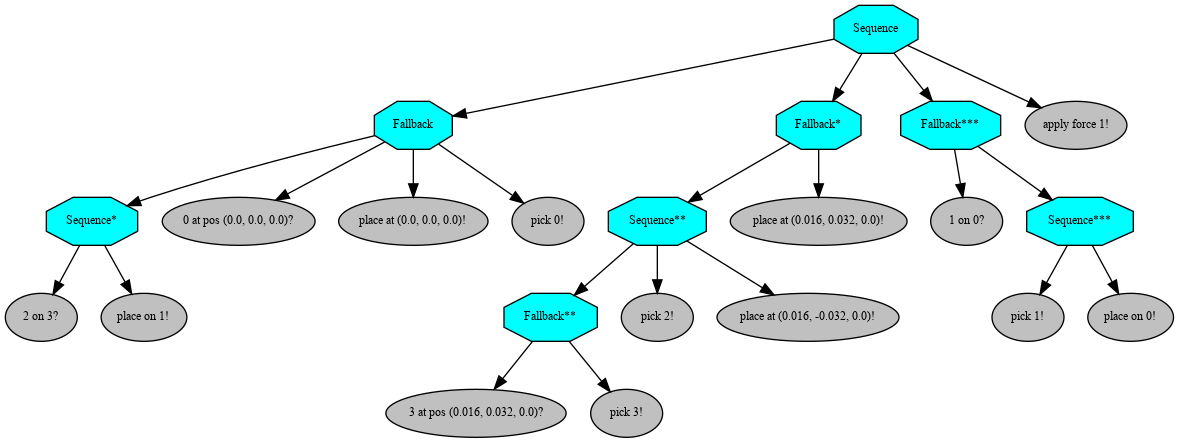 Sequence
Fallback
Fallback*
Fallback***
apply force 1!
Sequence*
0 at pos (0.0, 0.0, 0.0)?
place at (0.0, 0.0, 0.0)!
pick 0!
Sequence**
place at (0.016, 0.032, 0.0)!
1 on 0?
Sequence***
2 on 3?
place on 1!
Fallback**
pick 2!
place at (0.016, -0.032, 0.0)!
pick 1!
place on 0!
3 at pos (0.016, 0.032, 0.0)?
pick 3!